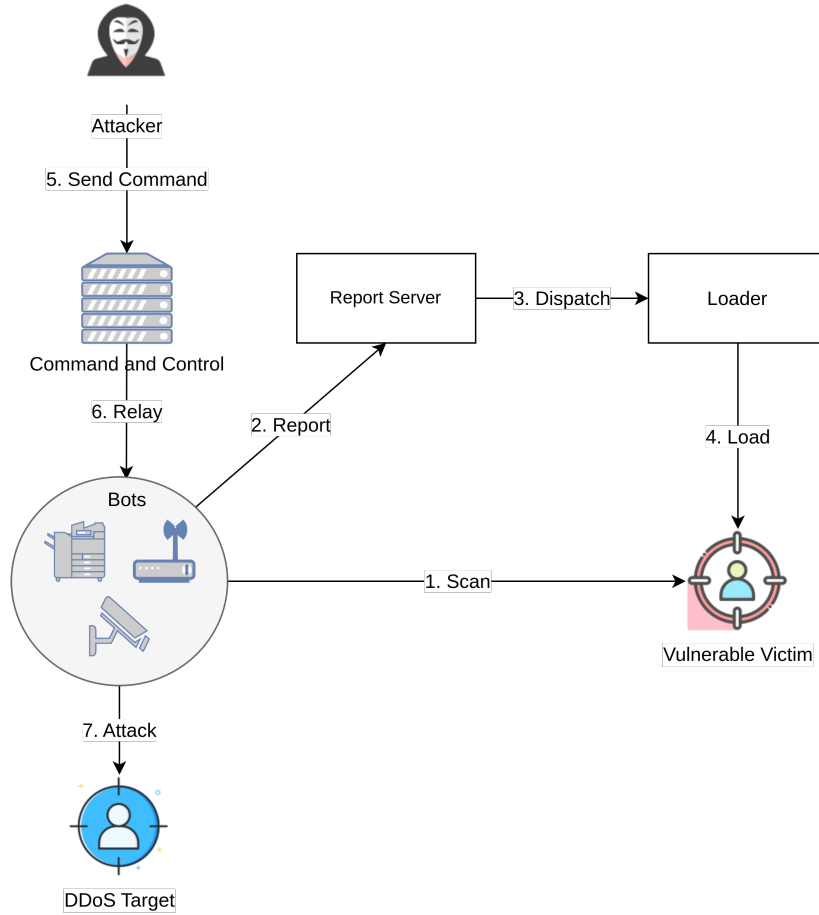 Attacker
5. Send Command
Report Server
3. Dispatch
Loader
Command and Control
6. Relay
2. Report
4. Load
Bots
1. Scan
Vulnerable Victim
7. Attack
DDoS Target